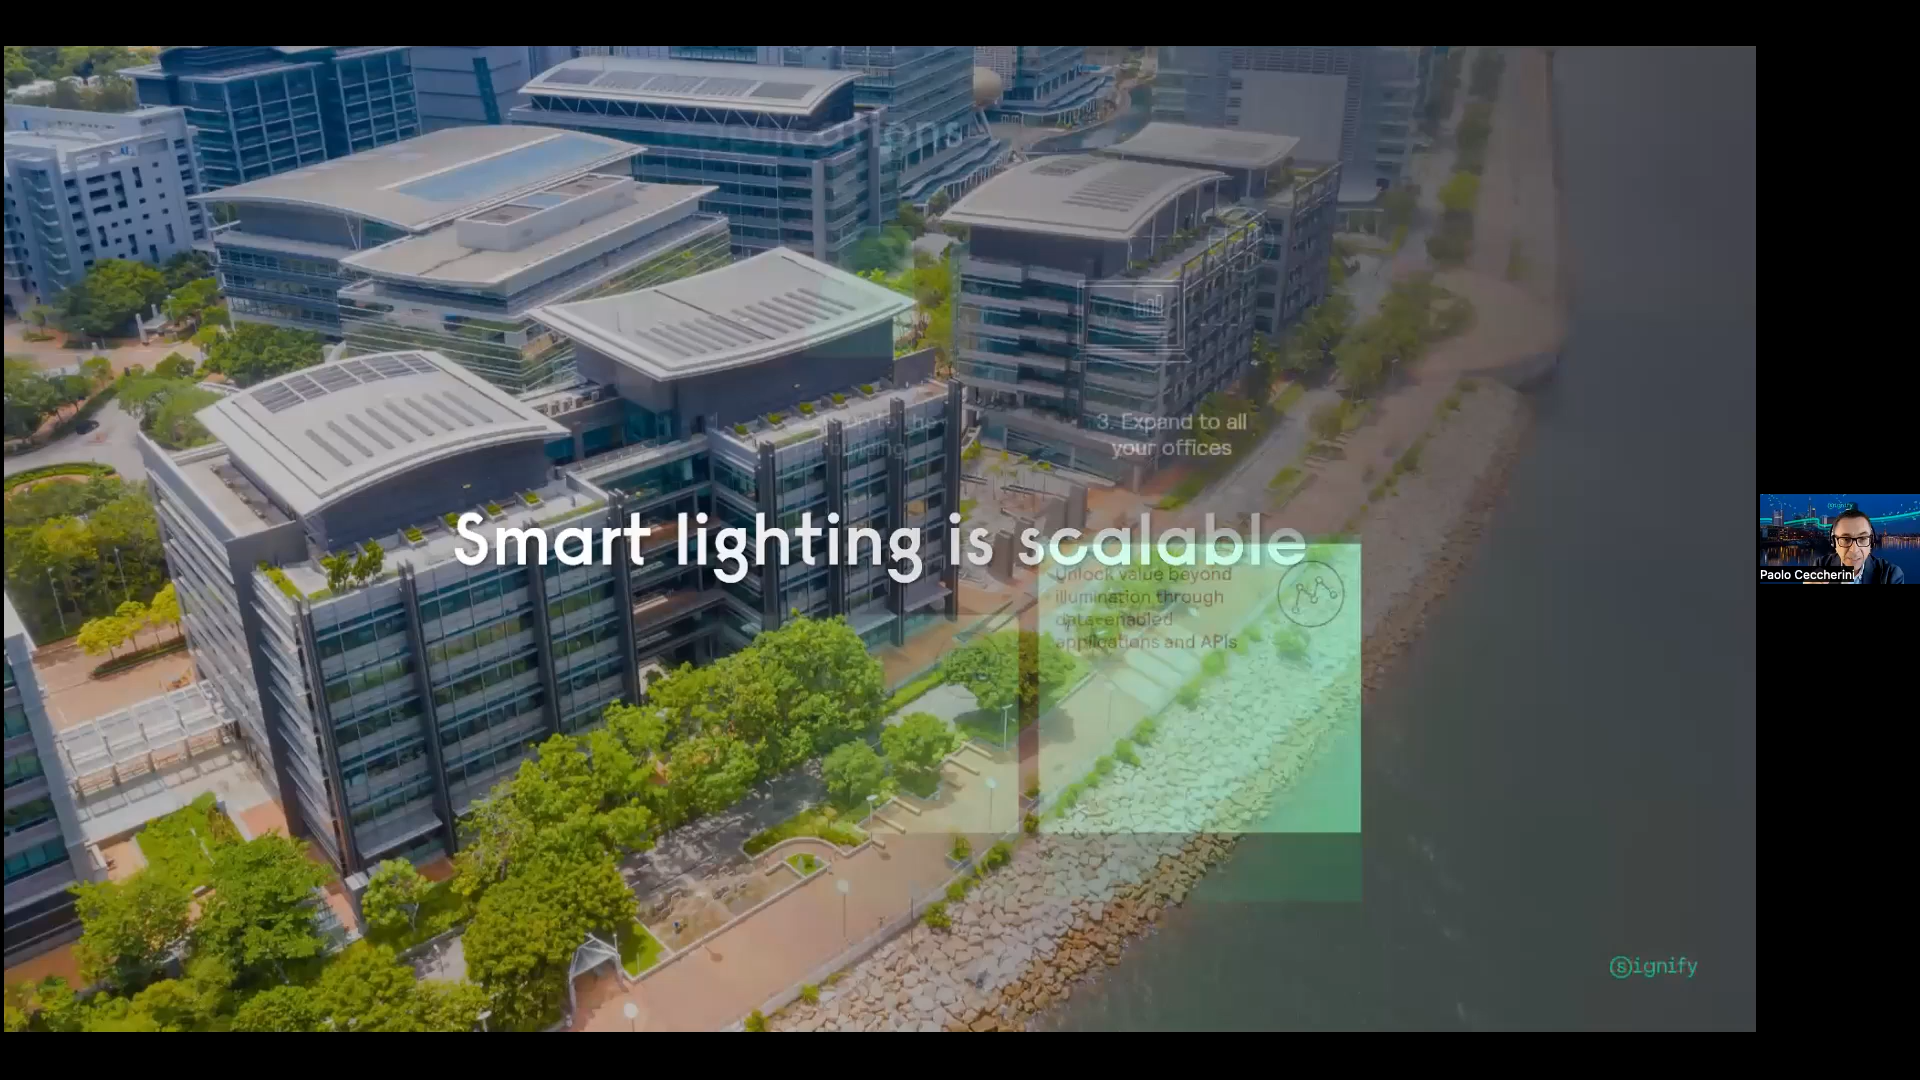 applications
3. Expand to all
your offices
Smart lighting is scalable
Unlock value beyond
illumination through
data-enabled
applications and APIs
Paolo Ceccherini
signify